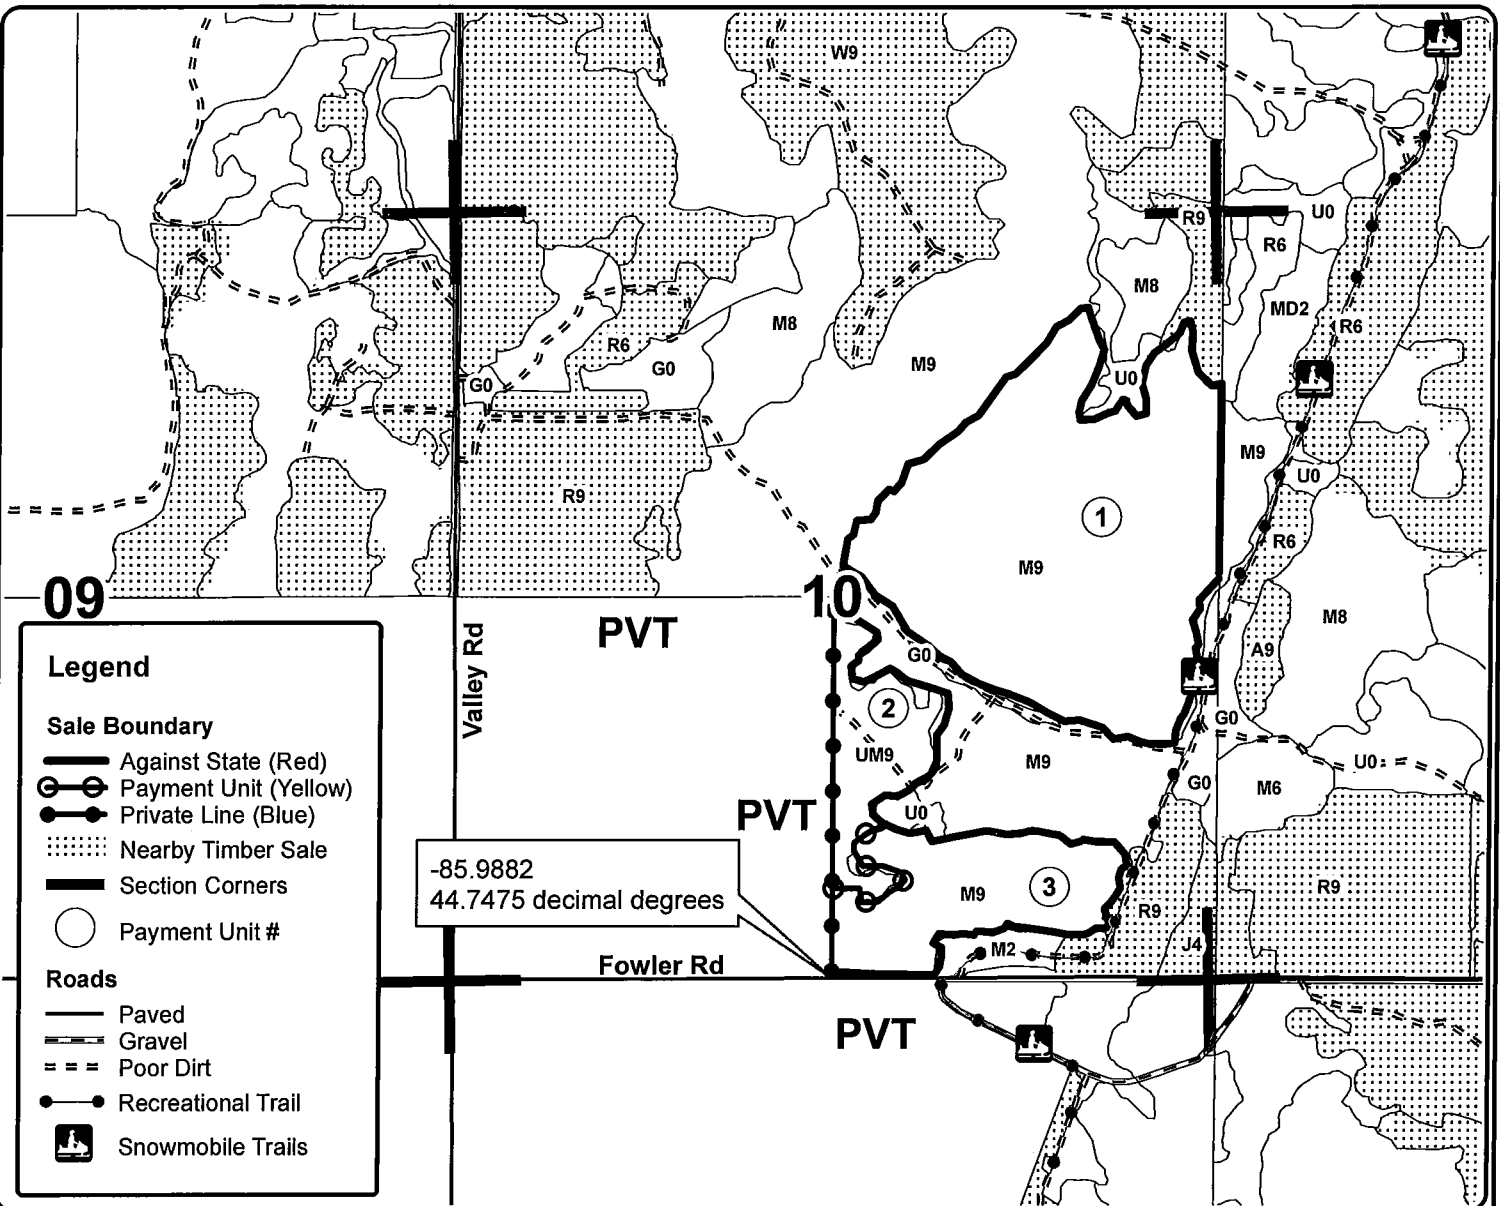 W9
R9
U0
R6
M8
MD2
R6
M8
R6
G0
M9
U0
G0
M9
U0
R9
1
R6
M9
09
10
M8
PVT
G0
A9
Valley Rd
2
G0
UM9
M9
U0
G0
M6
PVT
U0
-85.9882
44.7475 decimal degrees
M9
3
R9
R9
M2
J4
Fowler Rd
PVT
Legend
Sale Boundary
Against State (Red)
Payment Unit (Yellow)
Private Line (Blue)
Nearby Timber Sale
Section Corners
Payment Unit #
Roads
Paved
Gravel
Poor Dirt
Recreational Trail
Snowmobile Trails